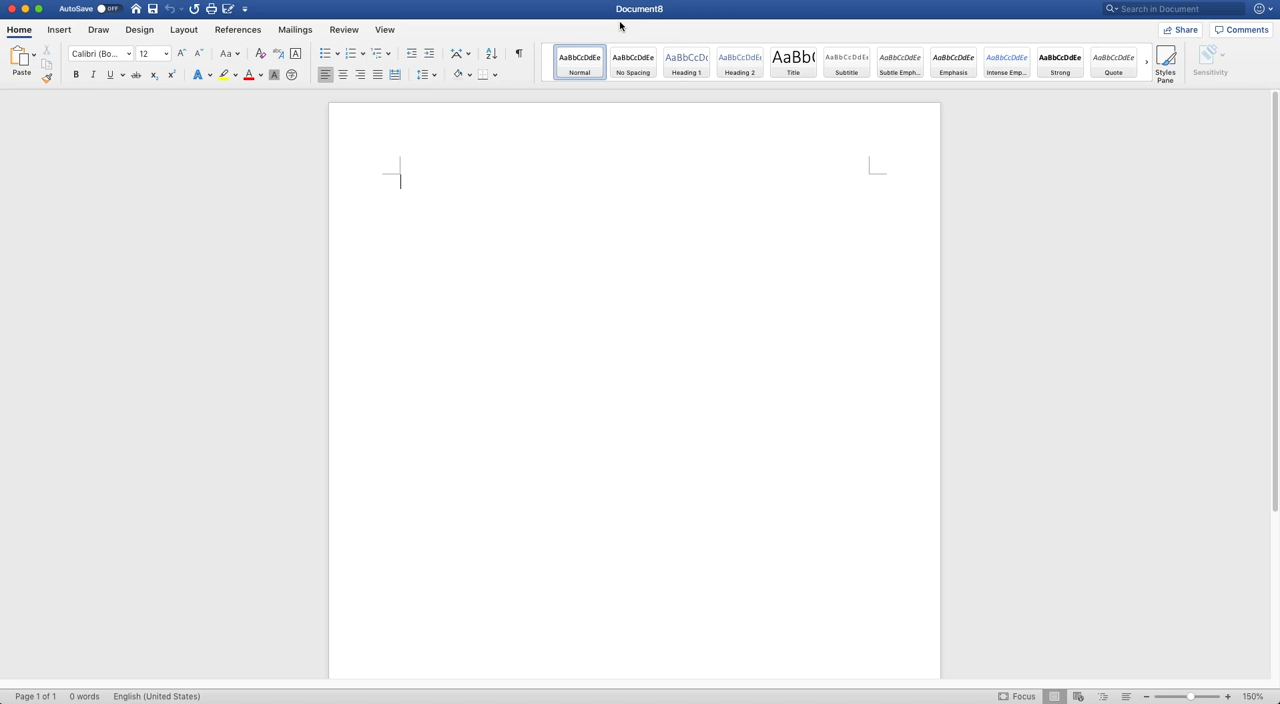 AutoSave OFF Document8 Search in Document
Home Insert Draw Design Layout References Mailings Review View Share Comments
Calibri (Bo... 12 Aa
Paste
B I U ab x₂ x² A A A
AaBbCcDdEe AaBbCcDdEe AaBbCcDc AaBbCcDdEe AaBb( AaBbCcDdEe AaBbCcDdEe AaBbCcDdEe AaBbCcDdEe AaBbCcDdEe AaBbCcDdEe
Normal No Spacing Heading 1 Heading 2 Title Subtitle Subtle Emph... Emphasis Intense Emp... Strong Quote Styles Pane Sensitivity
Page 1 of 1 0 words English (United States) Focus 150%